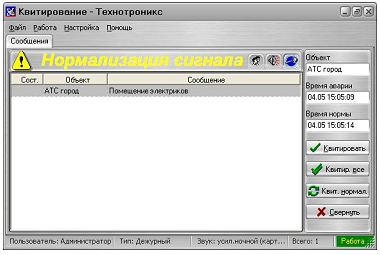 Квитирование - Технотроникс
Файл Работа Настройка Помощь
Сообщения
Нормализация сигнала
Сост. Объект Сообщение
АТС город Помещение электриков
Объект
АТС город
Время аварии
04.05 15:05:09
Время нормы
04.05 15:05:14
Квитировать
Квитир. все
Квит. нормал.
Свернуть
Пользователь: Администратор Тип: Дежурный Звук: усил.ночной (карт... Всего: 1 Работа